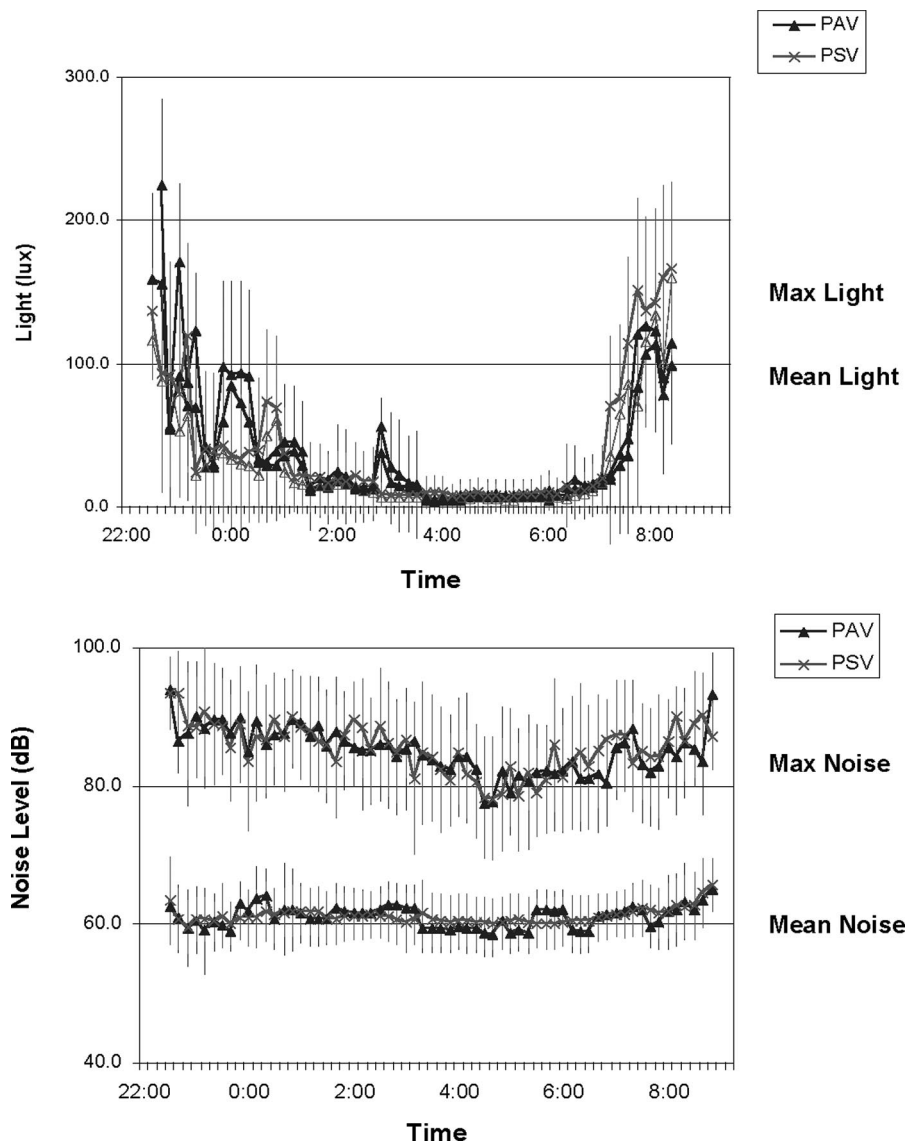 PAV
PSV
300.0
200.0
100.0
0.0
Light (lux)
22:00 0:00 2:00 4:00 6:00 8:00
Time
Max Light
Mean Light
PAV
PSV
100.0
80.0
60.0
40.0
Noise Level (dB)
22:00 0:00 2:00 4:00 6:00 8:00
Time
Max Noise
Mean Noise